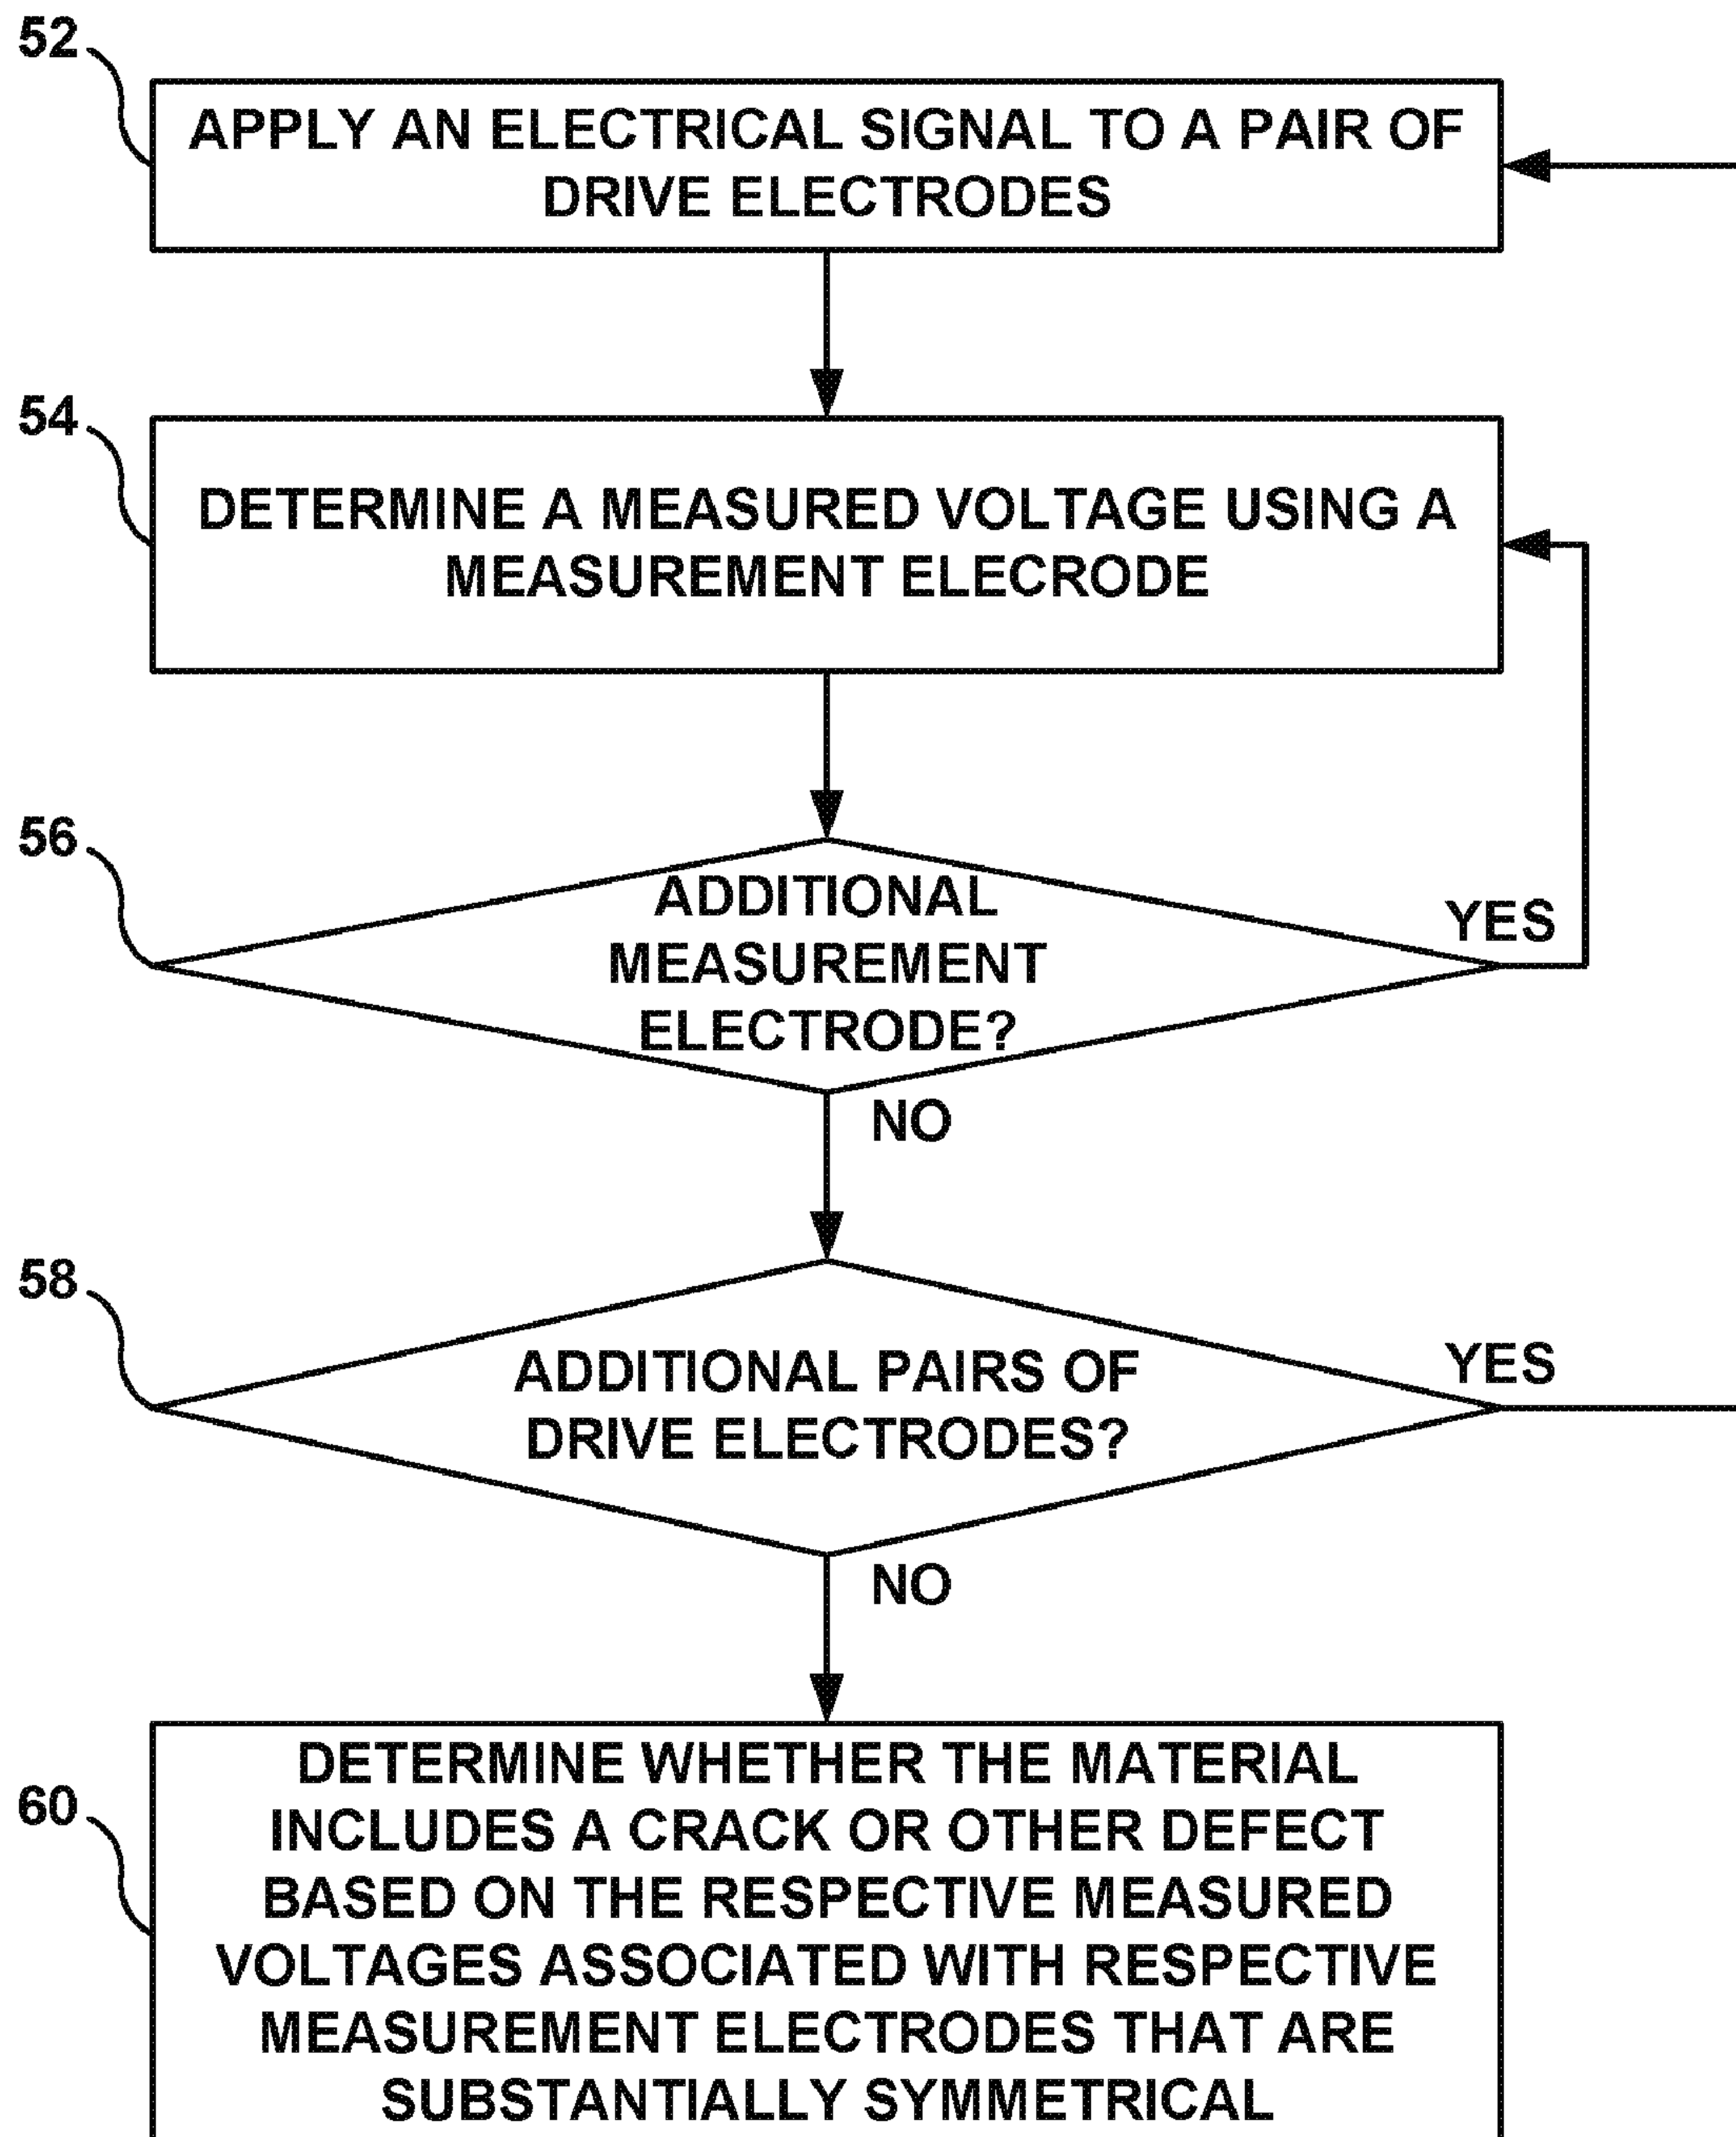 52
APPLY AN ELECTRICAL SIGNAL TO A PAIR OF
DRIVE ELECTRODES
54
DETERMINE A MEASURED VOLTAGE USING A
MEASUREMENT ELECRODE
56
ADDITIONAL
MEASUREMENT
ELECTRODE?
YES
NO
58
ADDITIONAL PAIRS OF
DRIVE ELECTRODES?
YES
NO
60
DETERMINE WHETHER THE MATERIAL
INCLUDES A CRACK OR OTHER DEFECT
BASED ON THE RESPECTIVE MEASURED
VOLTAGES ASSOCIATED WITH RESPECTIVE
MEASUREMENT ELECTRODES THAT ARE
SUBSTANTIALLY SYMMETRICAL